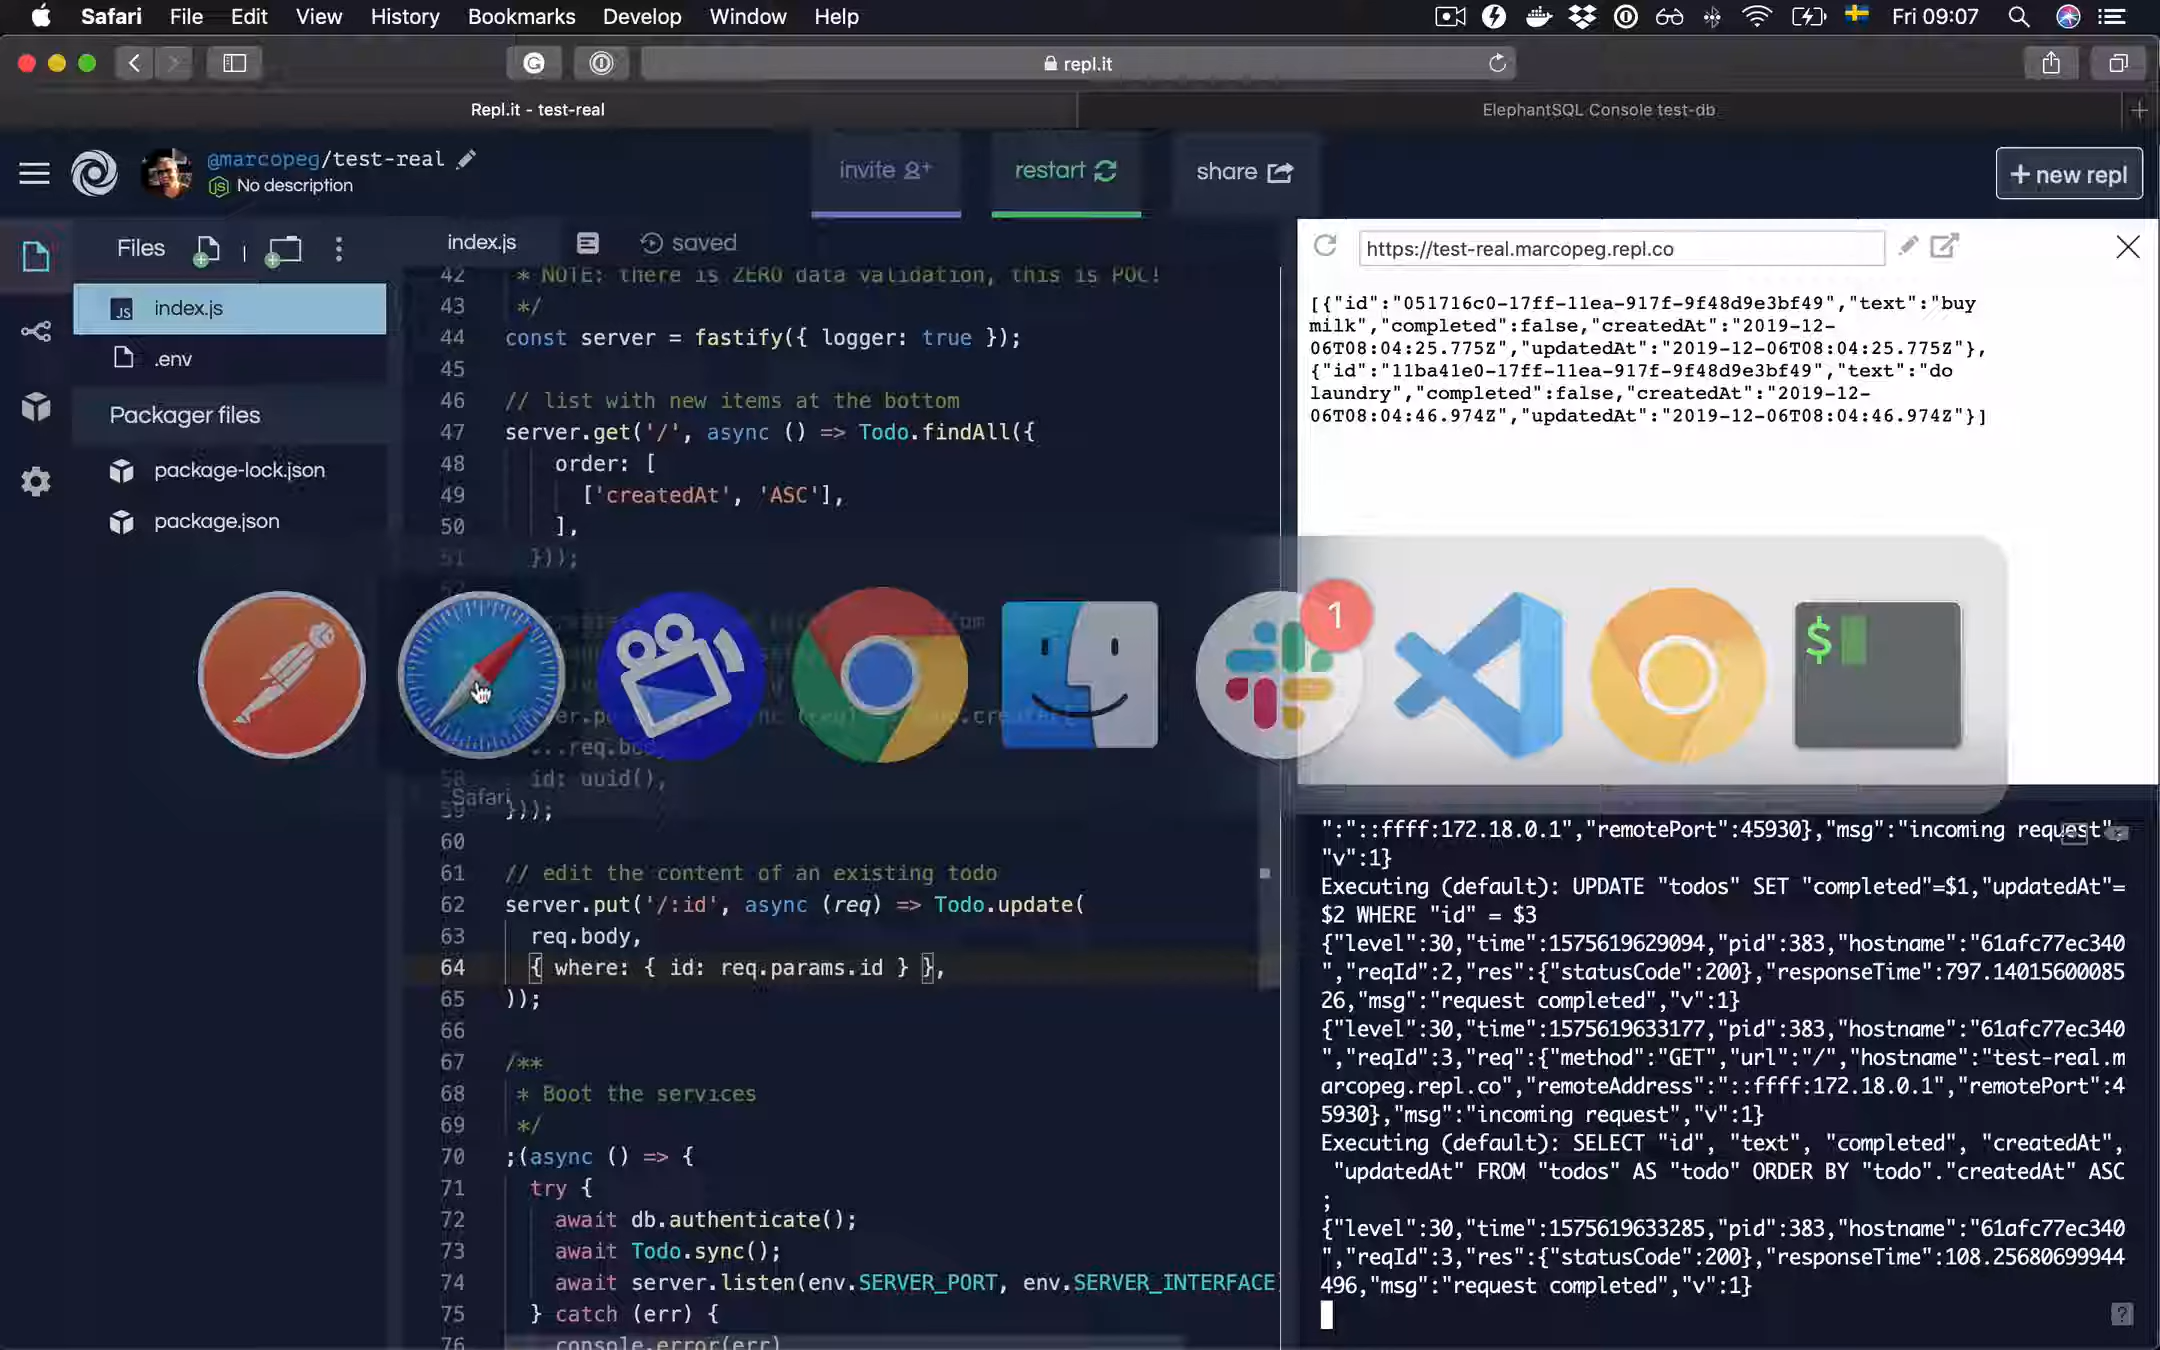 Safari File Edit View History Bookmarks Develop Window Help Fri 09:07
repl.it
Repl.it - test-real
ElephantSQL Console test-db
@marcopeg/test-real
No description
invite
restart
share
+ new repl
Files
index.js
.env
Packager files
package-lock.json
package.json
index.js
saved
42 * NOTE: there is ZERO data validation, this is POC!
43 */
44 const server = fastify({ logger: true });
45
46 // list with new items at the bottom
47 server.get('/', async () => Todo.findAll({
48 order: [
49 ['createdAt', 'ASC'],
50 ],
51 }));
...req.body,
58 id: uuid(),
59 }));
60
61 // edit the content of an existing todo
62 server.put('/:id', async (req) => Todo.update(
63 req.body,
64 { where: { id: req.params.id } },
65 ));
66
67 /**
68 * Boot the services
69 */
70 ;(async () => {
71 try {
72 await db.authenticate();
73 await Todo.sync();
74 await server.listen(env.SERVER_PORT, env.SERVER_INTERFACE
75 } catch (err) {
76 console.error(err)
Safari
1
$
https://test-real.marcopeg.repl.co
[{"id":"051716c0-17ff-11ea-917f-9f48d9e3bf49","text":"buy
milk","completed":false,"createdAt":"2019-12-
06T08:04:25.775Z","updatedAt":"2019-12-06T08:04:25.775Z"},
{"id":"11ba41e0-17ff-11ea-917f-9f48d9e3bf49","text":"do
laundry","completed":false,"createdAt":"2019-12-
06T08:04:46.974Z","updatedAt":"2019-12-06T08:04:46.974Z"}]
":"::ffff:172.18.0.1","remotePort":45930},"msg":"incoming request",
"v":1}
Executing (default): UPDATE "todos" SET "completed"=$1,"updatedAt"=
$2 WHERE "id" = $3
{"level":30,"time":1575619629094,"pid":383,"hostname":"61afc77ec340
","reqId":2,"res":{"statusCode":200},"responseTime":797.14015600085
26,"msg":"request completed","v":1}
{"level":30,"time":1575619633177,"pid":383,"hostname":"61afc77ec340
","reqId":3,"req":{"method":"GET","url":"/","hostname":"test-real.m
arcopeg.repl.co","remoteAddress":"::ffff:172.18.0.1","remotePort":4
5930},"msg":"incoming request","v":1}
Executing (default): SELECT "id", "text", "completed", "createdAt",
"updatedAt" FROM "todos" AS "todo" ORDER BY "todo"."createdAt" ASC
;
{"level":30,"time":1575619633285,"pid":383,"hostname":"61afc77ec340
","reqId":3,"res":{"statusCode":200},"responseTime":108.25680699944
496,"msg":"request completed","v":1}
?